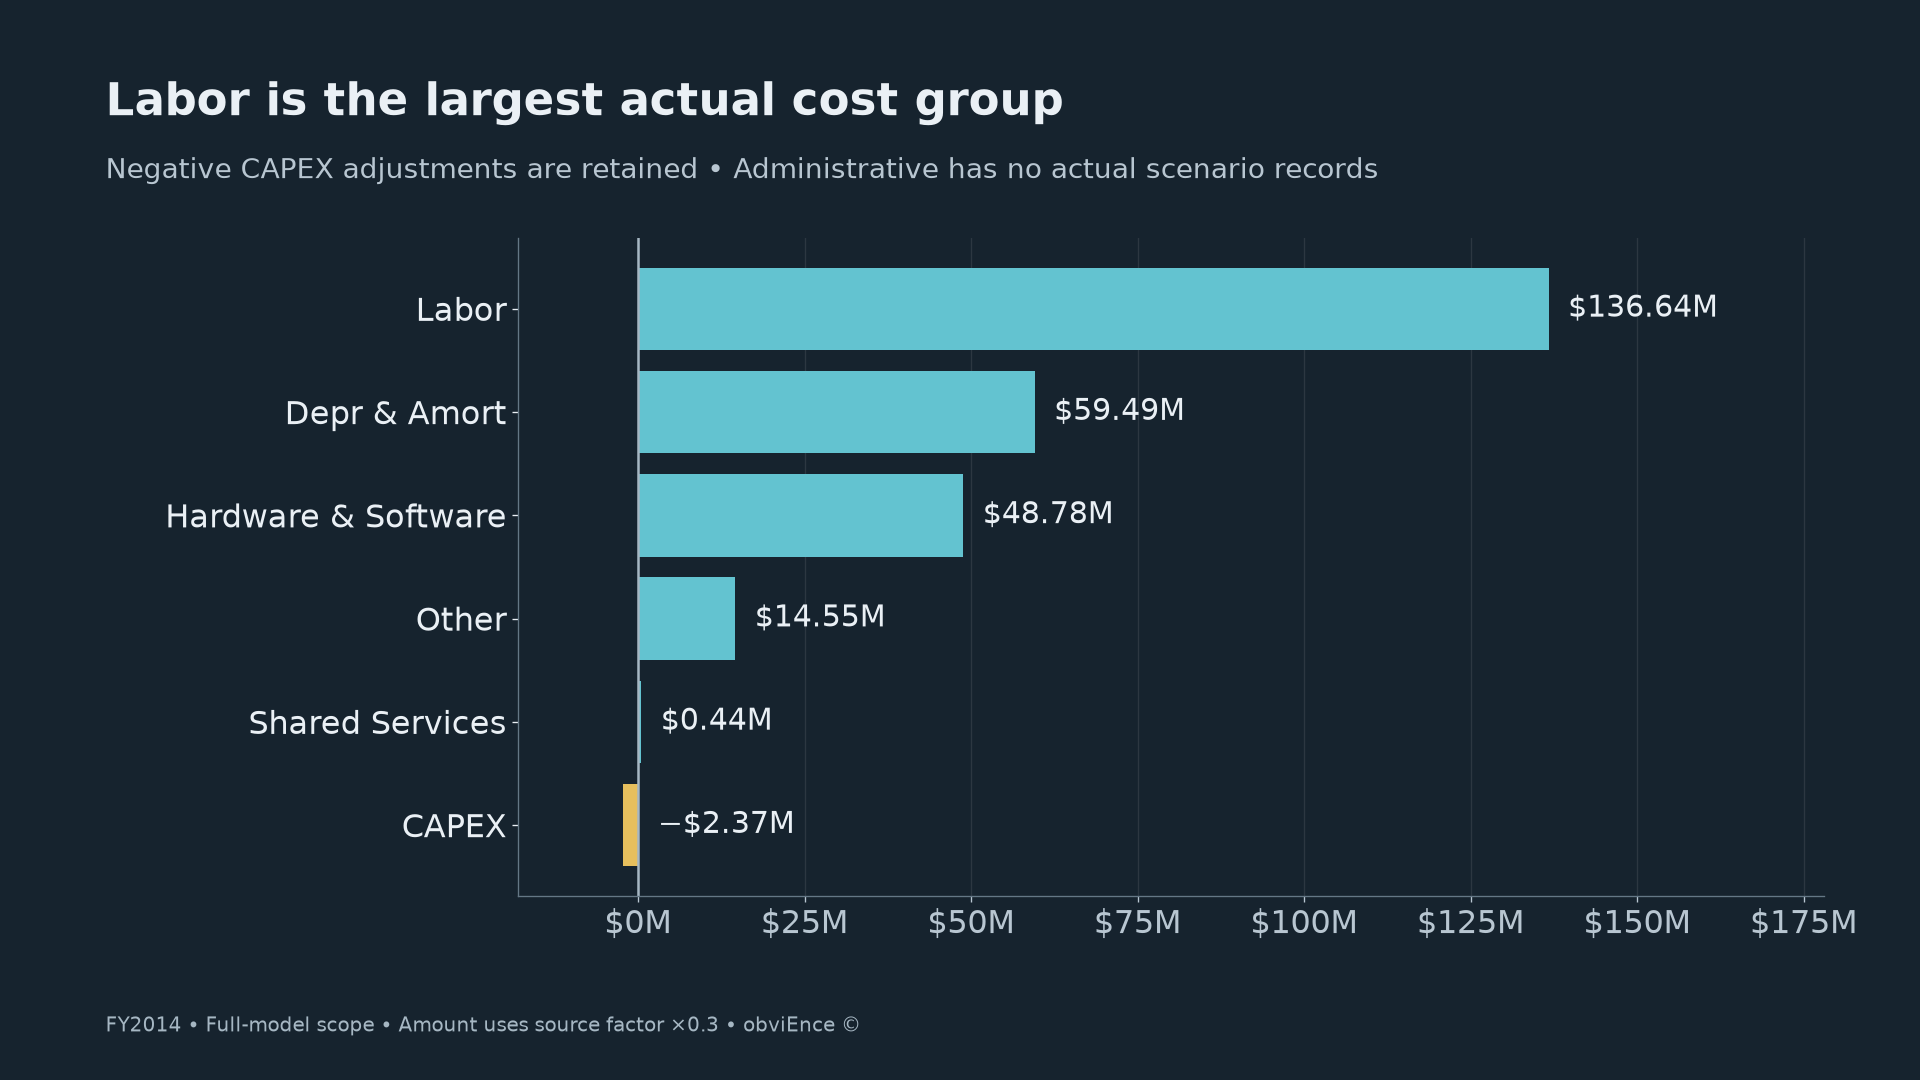 Labor is the largest actual cost group
Negative CAPEX adjustments are retained • Administrative has no actual scenario records
Labor
$136.64M
Depr & Amort
$59.49M
Hardware & Software
$48.78M
Other
$14.55M
Shared Services
$0.44M
CAPEX
−$2.37M
$0M $25M $50M $75M $100M $125M $150M $175M
FY2014 • Full-model scope • Amount uses source factor ×0.3 • obviEnce ©